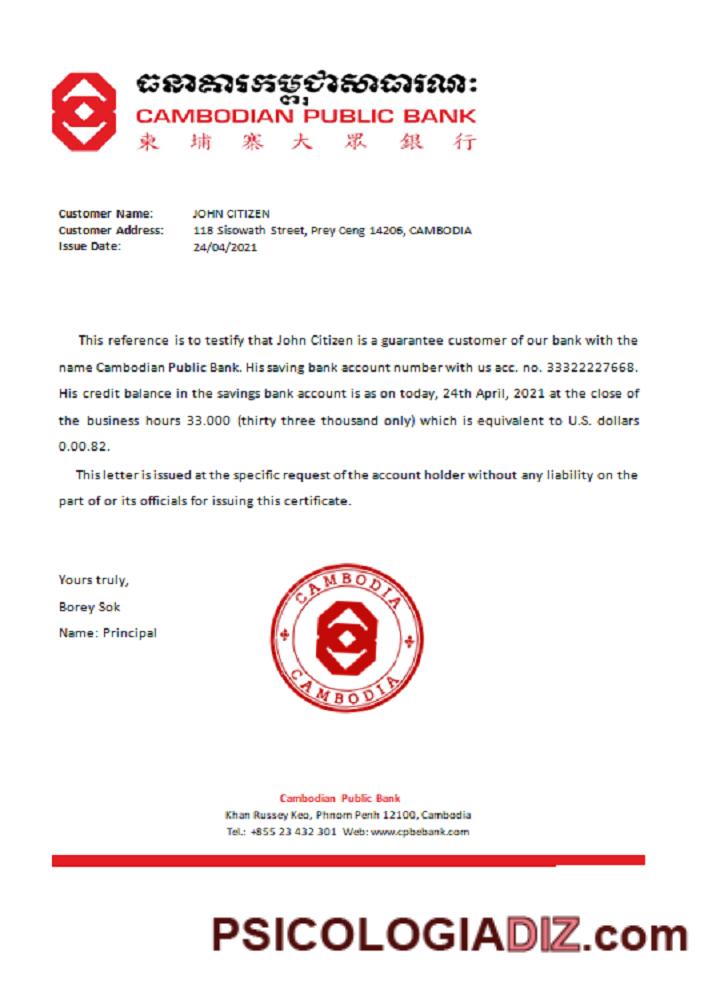 ធនាគារកម្ពុជាសាធារណៈ
CAMBODIAN PUBLIC BANK
柬埔寨大眾銀行
Customer Name: JOHN CITIZEN
Customer Address: 118 Sisowath Street, Prey Ceng 14206, CAMBODIA
Issue Date: 24/04/2021
This reference is to testify that John Citizen is a guarantee customer of our bank with the
name Cambodian Public Bank. His saving bank account number with us acc. no. 33322227668.
His credit balance in the savings bank account is as on today, 24th April, 2021 at the close of
the business hours 33.000 (thirty three thousand only) which is equivalent to U.S. dollars
0.00.82.
This letter is issued at the specific request of the account holder without any liability on the
part of or its officials for issuing this certificate.
Yours truly,
Borey Sok
Name: Principal
CAMBODIA
CAMBODIA
Cambodian Public Bank
Khan Russey Keo, Phnom Penh 12100, Cambodia
Tel.: +855 23 432 301 Web: www.cpbebank.com
PSICOLOGIADIZ.com